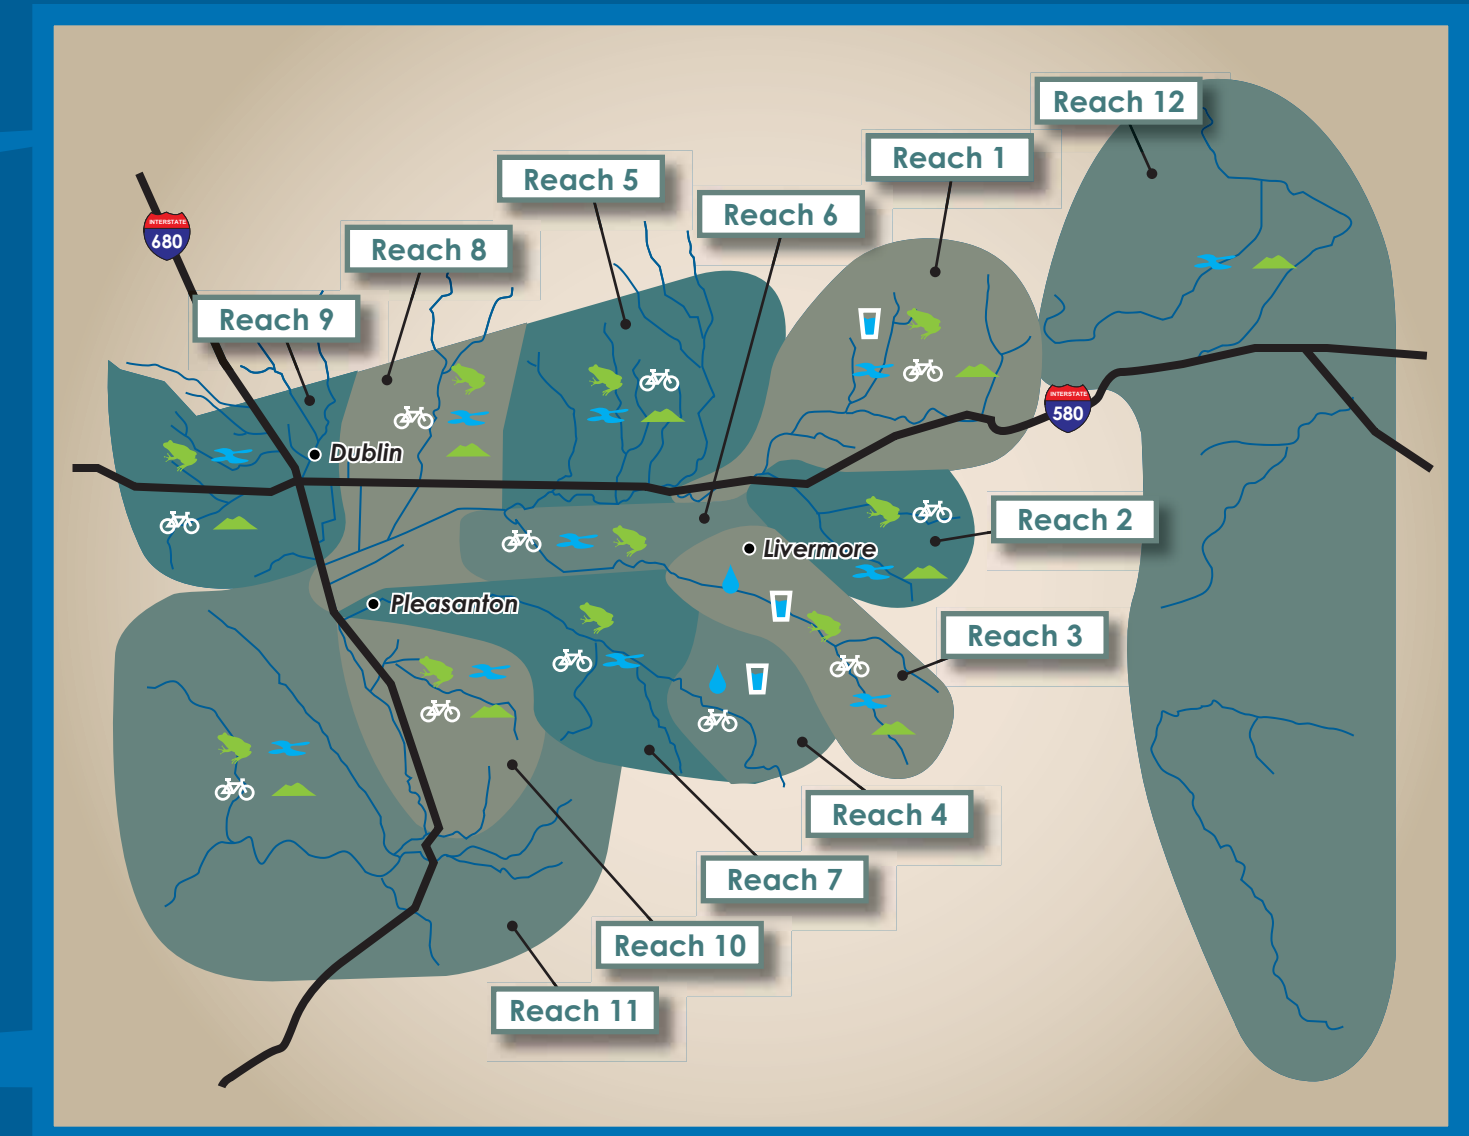 Reach 12
Reach 1
Reach 5
Reach 6
INTERSTATE
680
Reach 8
Reach 9
INTERSTATE
580
Dublin
Reach 2
Livermore
Pleasanton
Reach 3
Reach 4
Reach 7
Reach 10
Reach 11